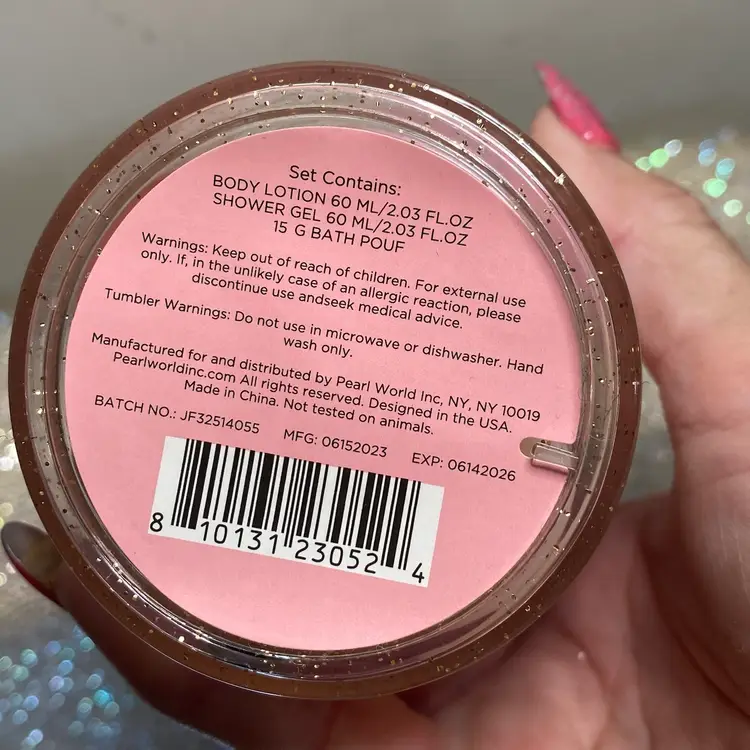 Set Contains:
BODY LOTION 60 ML/2.03 FL.OZ
SHOWER GEL 60 ML/2.03 FL.OZ
15 G BATH POUF
Warnings: Keep out of reach of children. For external use
only. If, in the unlikely case of an allergic reaction, please
discontinue use andseek medical advice.
Tumbler Warnings: Do not use in microwave or dishwasher. Hand
wash only.
Manufactured for and distributed by Pearl World Inc, NY, NY 10019
Pearlworldinc.com All rights reserved. Designed in the USA.
Made in China. Not tested on animals.
BATCH NO.: JF32514055 MFG: 06152023 EXP: 06142026
8 10131 23052 4